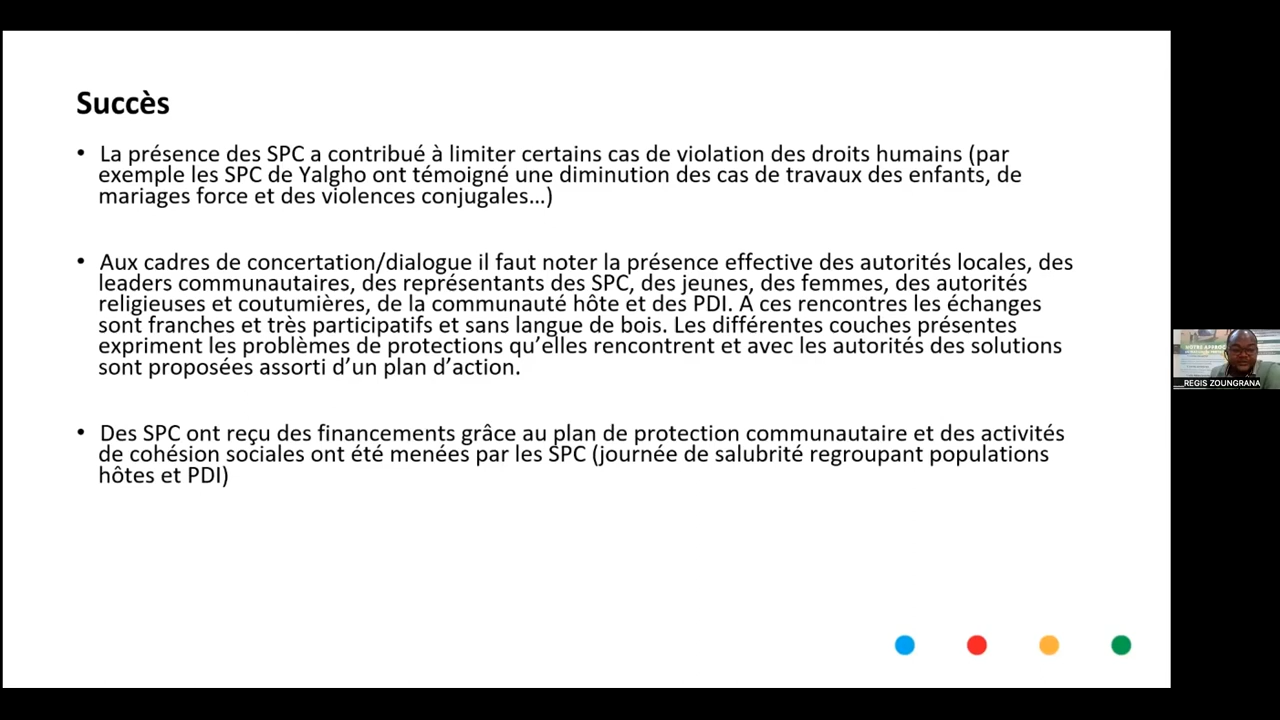 Succès
• La présence des SPC a contribué à limiter certains cas de violation des droits humains (par
exemple les SPC de Yalgho ont témoigné une diminution des cas de travaux des enfants, de
mariages force et des violences conjugales…)
• Aux cadres de concertation/dialogue il faut noter la présence effective des autorités locales, des
leaders communautaires, des représentants des SPC, des jeunes, des femmes, des autorités
religieuses et coutumières, de la communauté hôte et des PDI. A ces rencontres les échanges
sont franches et très participatifs et sans langue de bois. Les différentes couches présentes
expriment les problèmes de protections qu’elles rencontrent et avec les autorités des solutions
sont proposées assorti d’un plan d’action.
• Des SPC ont reçu des financements grâce au plan de protection communautaire et des activités
de cohésion sociales ont été menées par les SPC (journée de salubrité regroupant populations
hôtes et PDI)
__REGIS ZOUNGRANA